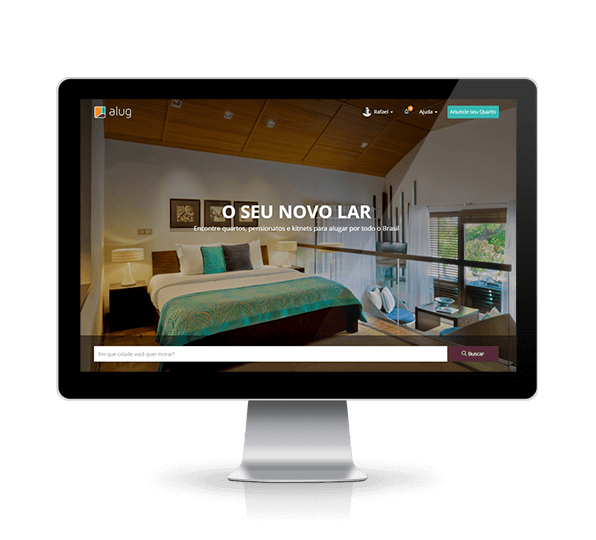 alug
Rafael
Ajuda
Anuncie seu Quarto
O SEU NOVO LAR
Encontre quartos, pensionatos e kitnets para alugar por todo o Brasil
Em que cidade você quer morar?
Buscar